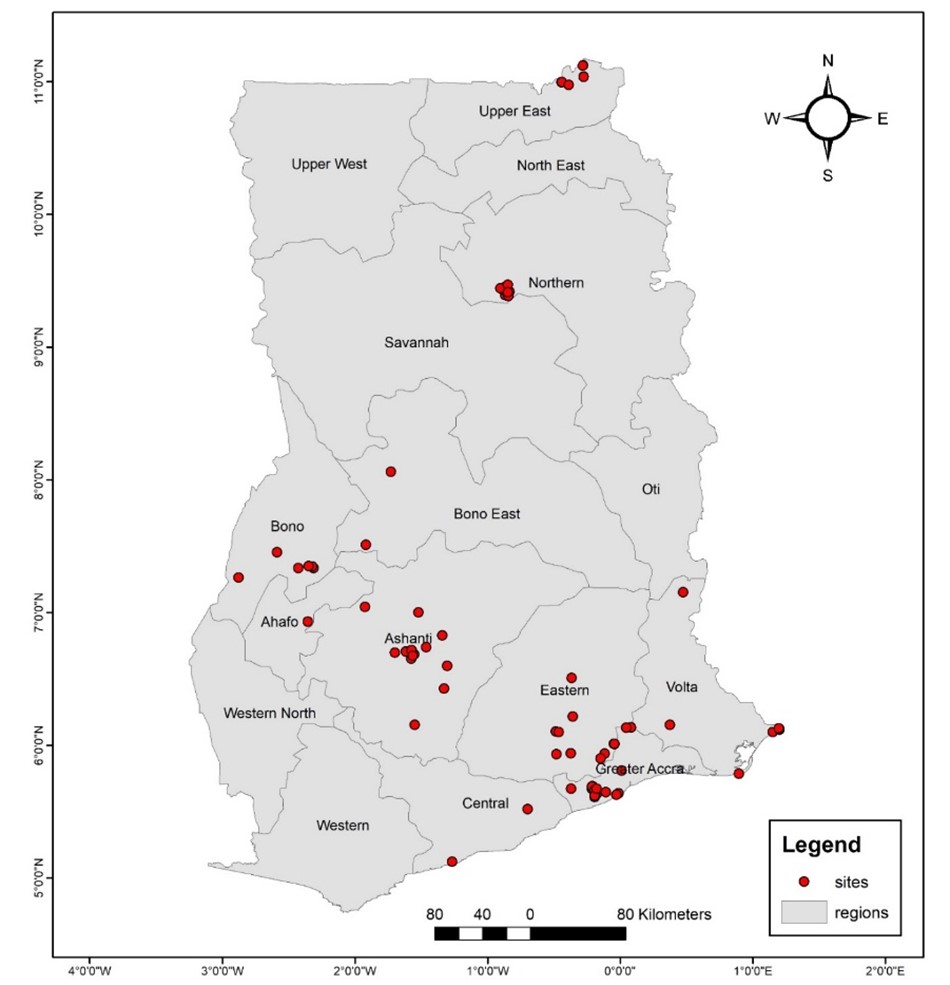 N
W E
S
11°0'0"N
10°0'0"N
9°0'0"N
8°0'0"N
7°0'0"N
6°0'0"N
5°0'0"N
Upper East
Upper West
North East
Northern
Savannah
Oti
Bono East
Bono
Ahafo
Ashanti
Eastern
Volta
Western North
Greater Accra
Central
Western
Legend
sites
regions
80 40 0 80 Kilometers
4°0'0"W 3°0'0"W 2°0'0"W 1°0'0"W 0°0'0" 1°0'0"E 2°0'0"E